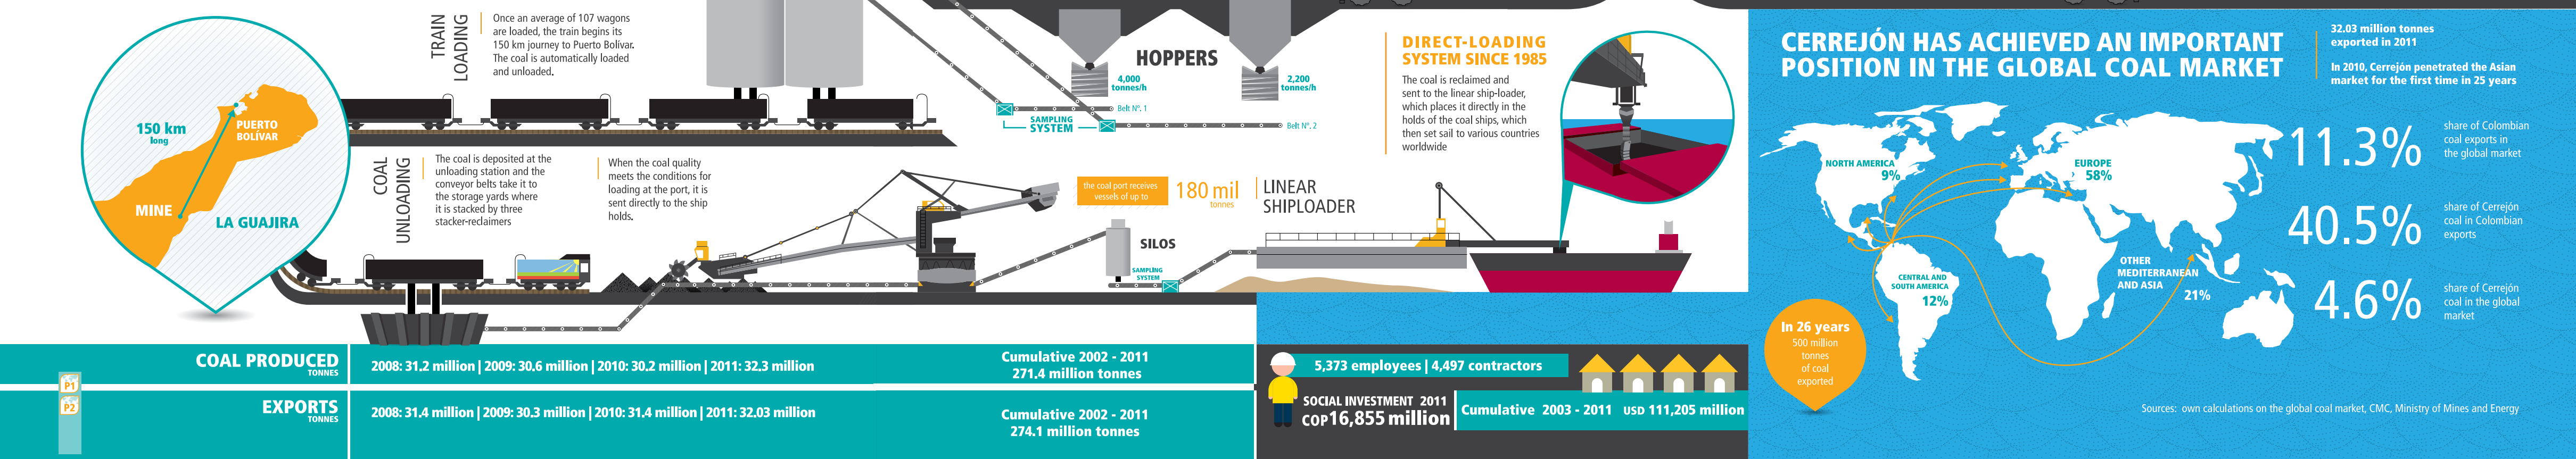 TRAIN
LOADING
Once an average of 107 wagons
are loaded, the train begins its
150 km journey to Puerto Bolívar.
The coal is automatically loaded
and unloaded.
150 km
long
PUERTO
BOLÍVAR
MINE
LA GUAJIRA
COAL
UNLOADING
The coal is deposited at the
unloading station and the
conveyor belts take it to
the storage yards where
it is stacked by three
stacker-reclaimers
When the coal quality
meets the conditions for
loading at the port, it is
sent directly to the ship
holds.
HOPPERS
4,000
tonnes/h
2,200
tonnes/h
Belt Nº. 1
SAMPLING
SYSTEM
Belt Nº. 2
the coal port receives
vessels of up to
180 mil
tonnes
LINEAR
SHIPLOADER
SILOS
SAMPLING
SYSTEM
DIRECT-LOADING
SYSTEM SINCE 1985
The coal is reclaimed and
sent to the linear ship-loader,
which places it directly in the
holds of the coal ships, which
then set sail to various countries
worldwide
COAL PRODUCED
TONNES
2008: 31.2 million | 2009: 30.6 million | 2010: 30.2 million | 2011: 32.3 million
Cumulative 2002 - 2011
271.4 million tonnes
P1
P2
EXPORTS
TONNES
2008: 31.4 million | 2009: 30.3 million | 2010: 31.4 million | 2011: 32,03 million
Cumulative 2002 - 2011
274.1 million tonnes
5,373 employees | 4,497 contractors
SOCIAL INVESTMENT 2011
COP 16,855 million
Cumulative 2003 - 2011 USD 111,205 million
CERREJÓN HAS ACHIEVED AN IMPORTANT
POSITION IN THE GLOBAL COAL MARKET
32.03 million tonnes
exported in 2011
In 2010, Cerrejón penetrated the Asian
market for the first time in 25 years
NORTH AMERICA
9%
EUROPE
58%
CENTRAL AND
SOUTH AMERICA
12%
OTHER
MEDITERRANEAN
AND ASIA
21%
11.3%
share of Colombian
coal exports in
the global market
40.5%
share of Cerrejón
coal in Colombian
exports
4.6%
share of Cerrejón
coal in the global
market
In 26 years
500 million
tonnes
of coal
exported
Sources: own calculations on the global coal market, CMC, Ministry of Mines and Energy